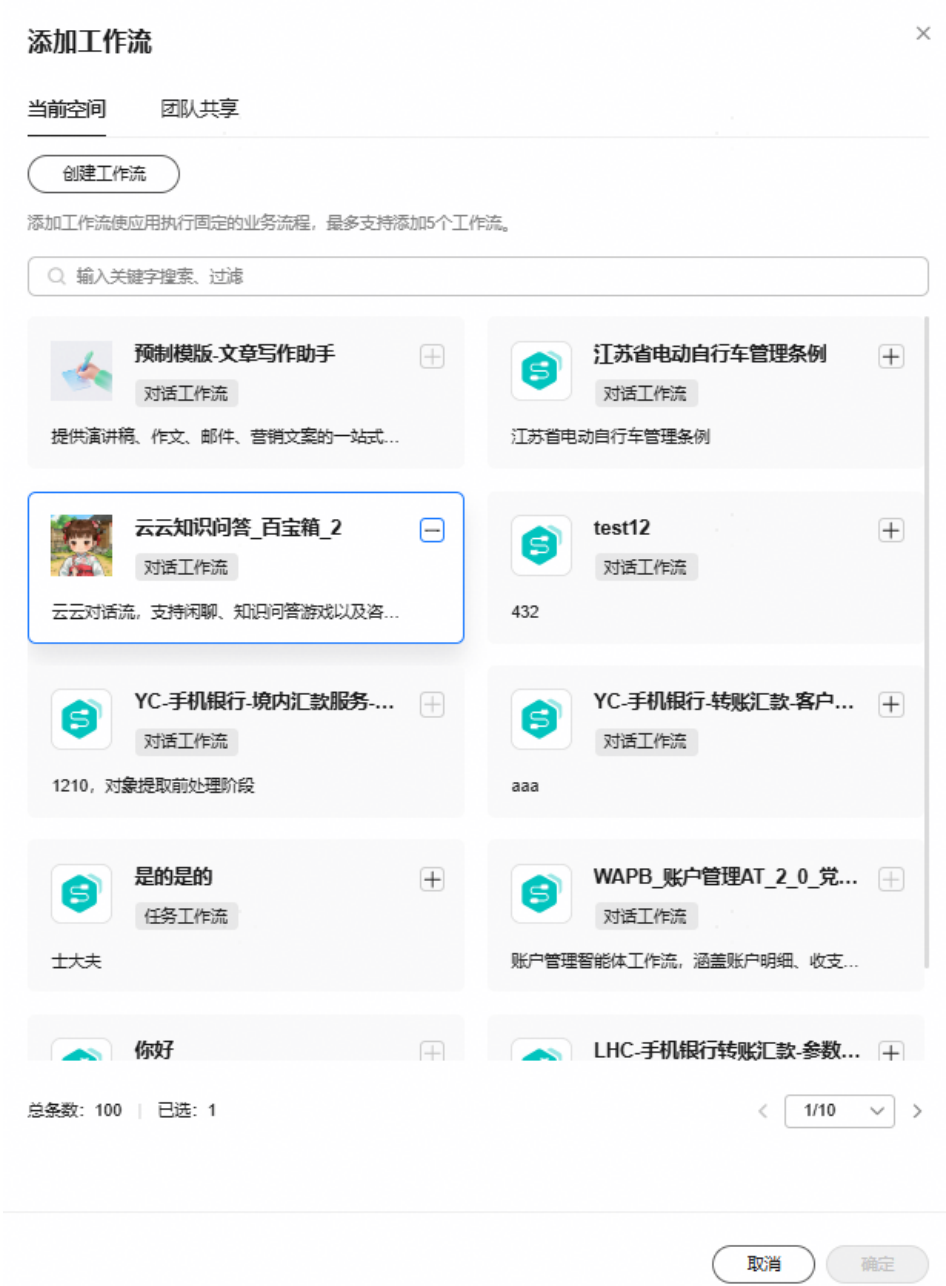 添加工作流
当前空间 团队共享
创建工作流
添加工作流使应用执行固定的业务流程，最多支持添加5个工作流。
输入关键字搜索、过滤
预制模版-文章写作助手
对话工作流
提供演讲稿、作文、邮件、营销文案的一站式...
江苏省电动自行车管理条例
对话工作流
江苏省电动自行车管理条例
云云知识问答_百宝箱_2
对话工作流
云云对话流，支持闲聊、知识问答游戏以及咨...
test12
对话工作流
432
YC-手机银行-境内汇款服务-...
对话工作流
1210，对象提取前处理阶段
YC-手机银行-转账汇款-客户...
对话工作流
aaa
是的是的
任务工作流
士大夫
WAPB_账户管理AT_2_0_党...
对话工作流
账户管理智能体工作流，涵盖账户明细、收支...
你好
LHC-手机银行转账汇款-参数...
总条数：100 | 已选：1
1/10
取消 确定